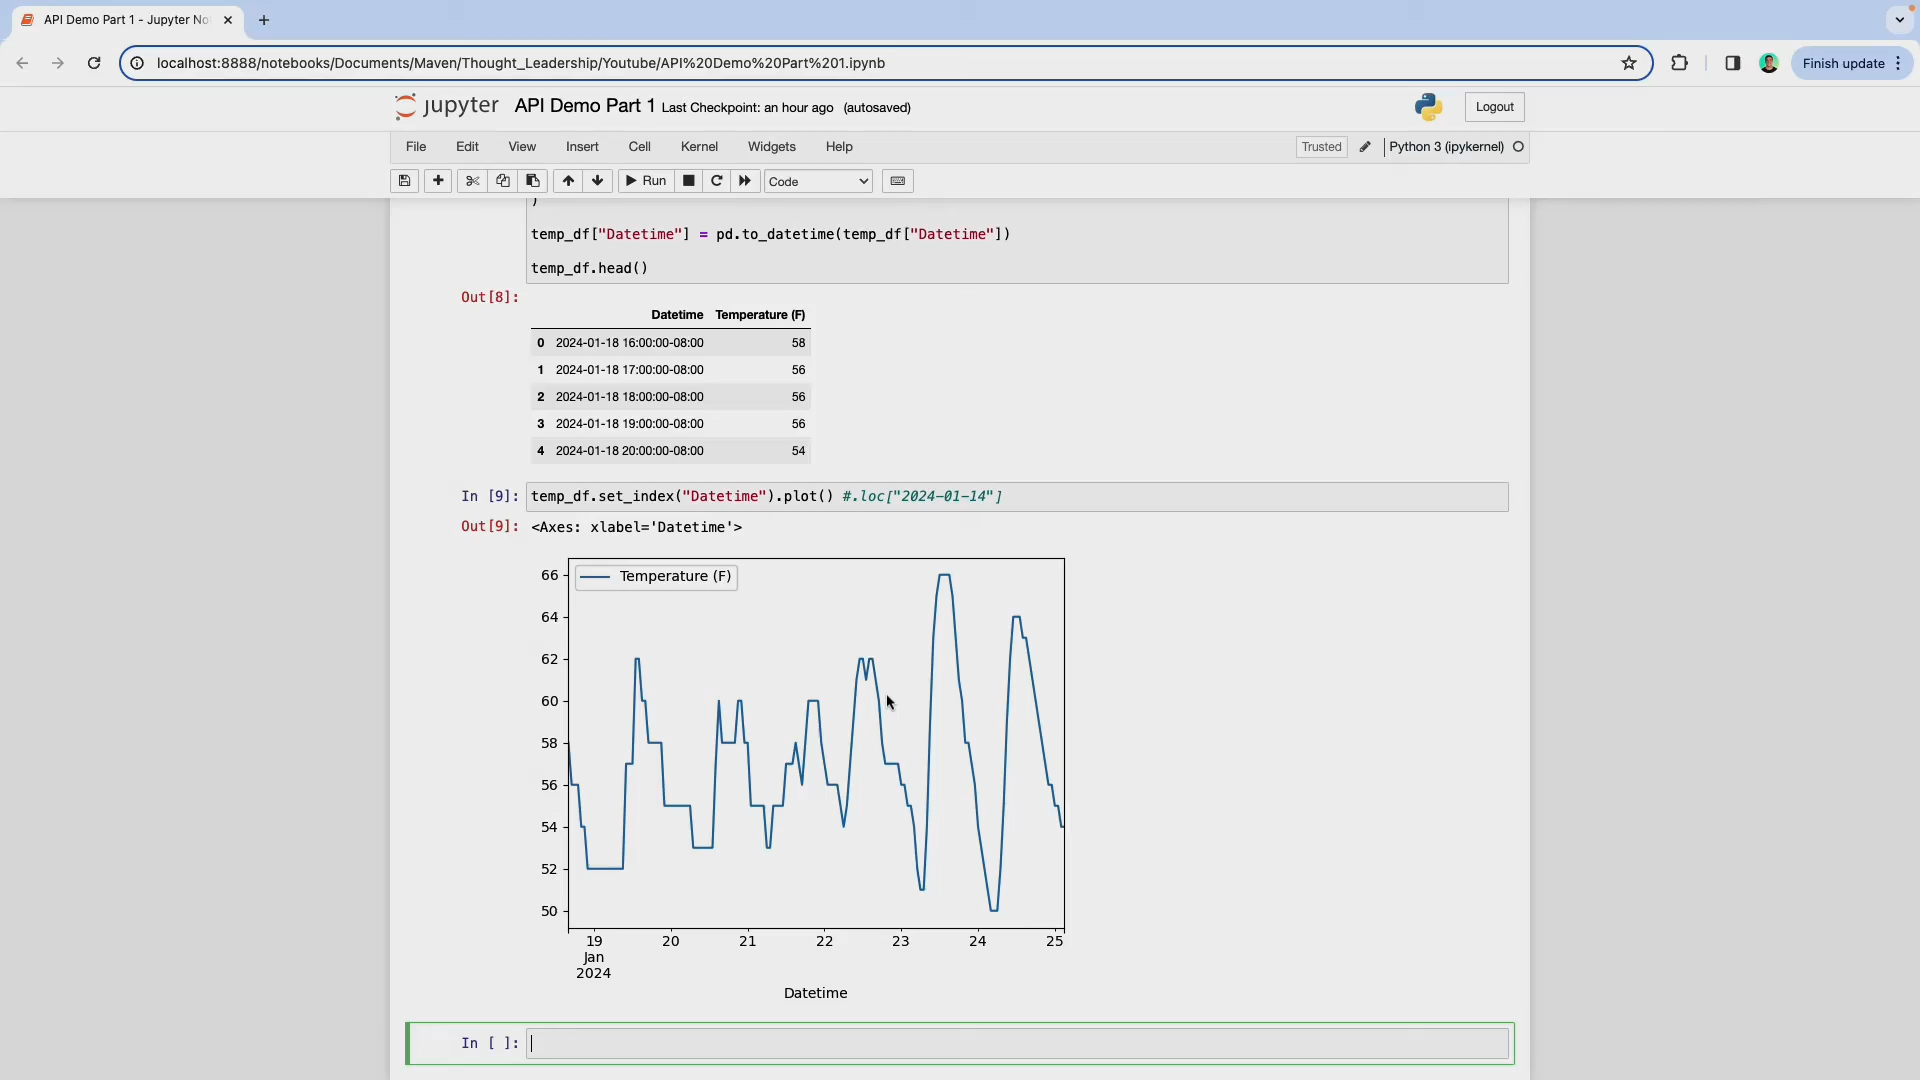 API Demo Part 1 - Jupyter No
localhost:8888/notebooks/Documents/Maven/Thought_Leadership/Youtube/API%20Demo%20Part%201.ipynb
Finish update
jupyter API Demo Part 1 Last Checkpoint: an hour ago (autosaved)
Logout
File Edit View Insert Cell Kernel Widgets Help
Trusted
Python 3 (ipykernel)
Run
Code
)
temp_df["Datetime"] = pd.to_datetime(temp_df["Datetime"])
temp_df.head()
Out[8]:
Datetime Temperature (F)
0 2024-01-18 16:00:00-08:00 58
1 2024-01-18 17:00:00-08:00 56
2 2024-01-18 18:00:00-08:00 56
3 2024-01-18 19:00:00-08:00 56
4 2024-01-18 20:00:00-08:00 54
In [9]: temp_df.set_index("Datetime").plot() #.loc["2024-01-14"]
Out[9]: <Axes: xlabel='Datetime'>
Temperature (F)
66
64
62
60
58
56
54
52
50
19 20 21 22 23 24 25
Jan
2024
Datetime
In [ ]: